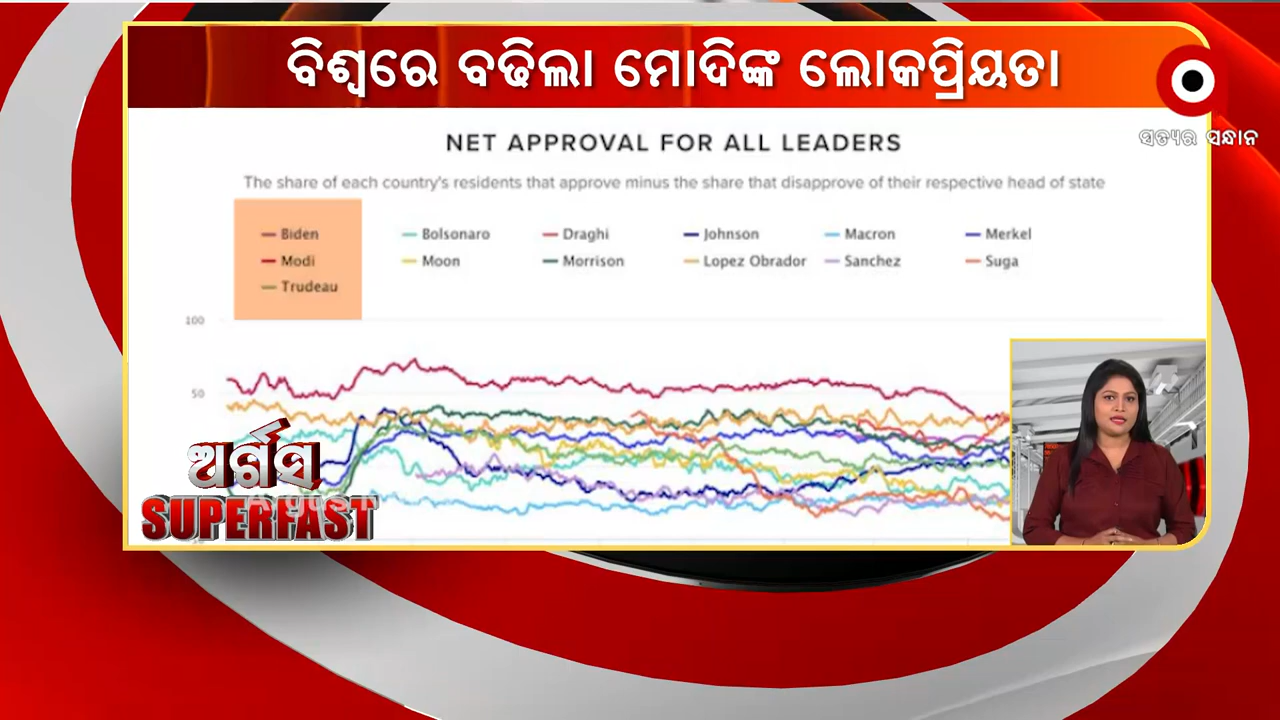 ବିଶ୍ୱରେ ବଢିଲା ମୋଦିଙ୍କ ଲୋକପ୍ରିୟତା
ସତ୍ୟର ସନ୍ଧାନ
NET APPROVAL FOR ALL LEADERS
The share of each country's residents that approve minus the share that disapprove of their respective head of state
Biden Bolsonaro Draghi Johnson Macron Merkel
Modi Moon Morrison Lopez Obrador Sanchez Suga
Trudeau
100
50
ଅର୍ଗସ
SUPERFAST